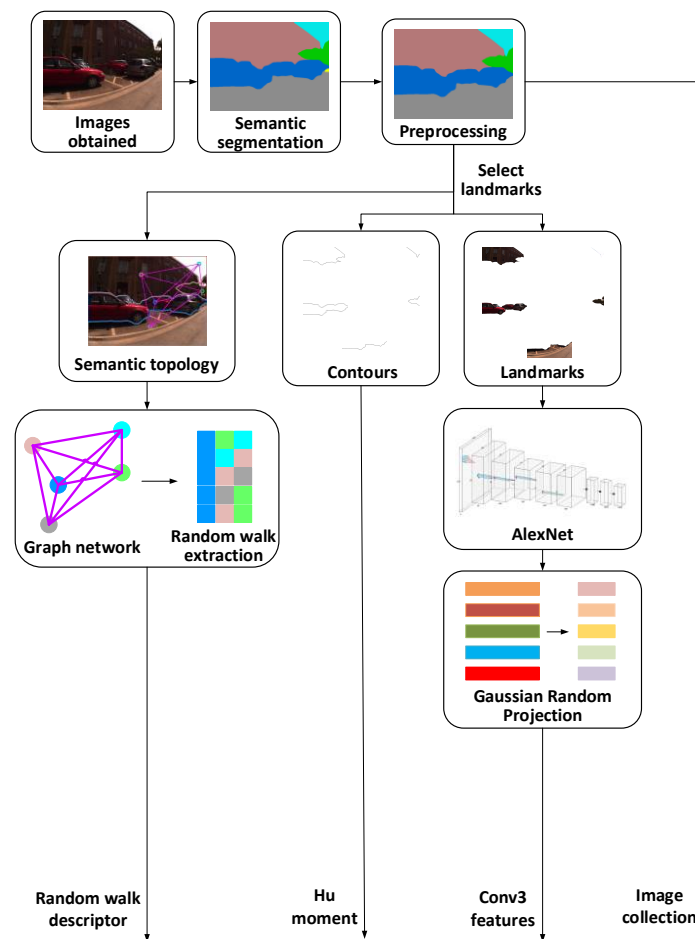 Images
obtained
Semantic
segmentation
Preprocessing
Select
landmarks
Semantic topology
Contours
Landmarks
Graph network
Random walk
extraction
AlexNet
Gaussian Random
Projection
Random walk
descriptor
Hu
moment
Conv3
features
Image
collection